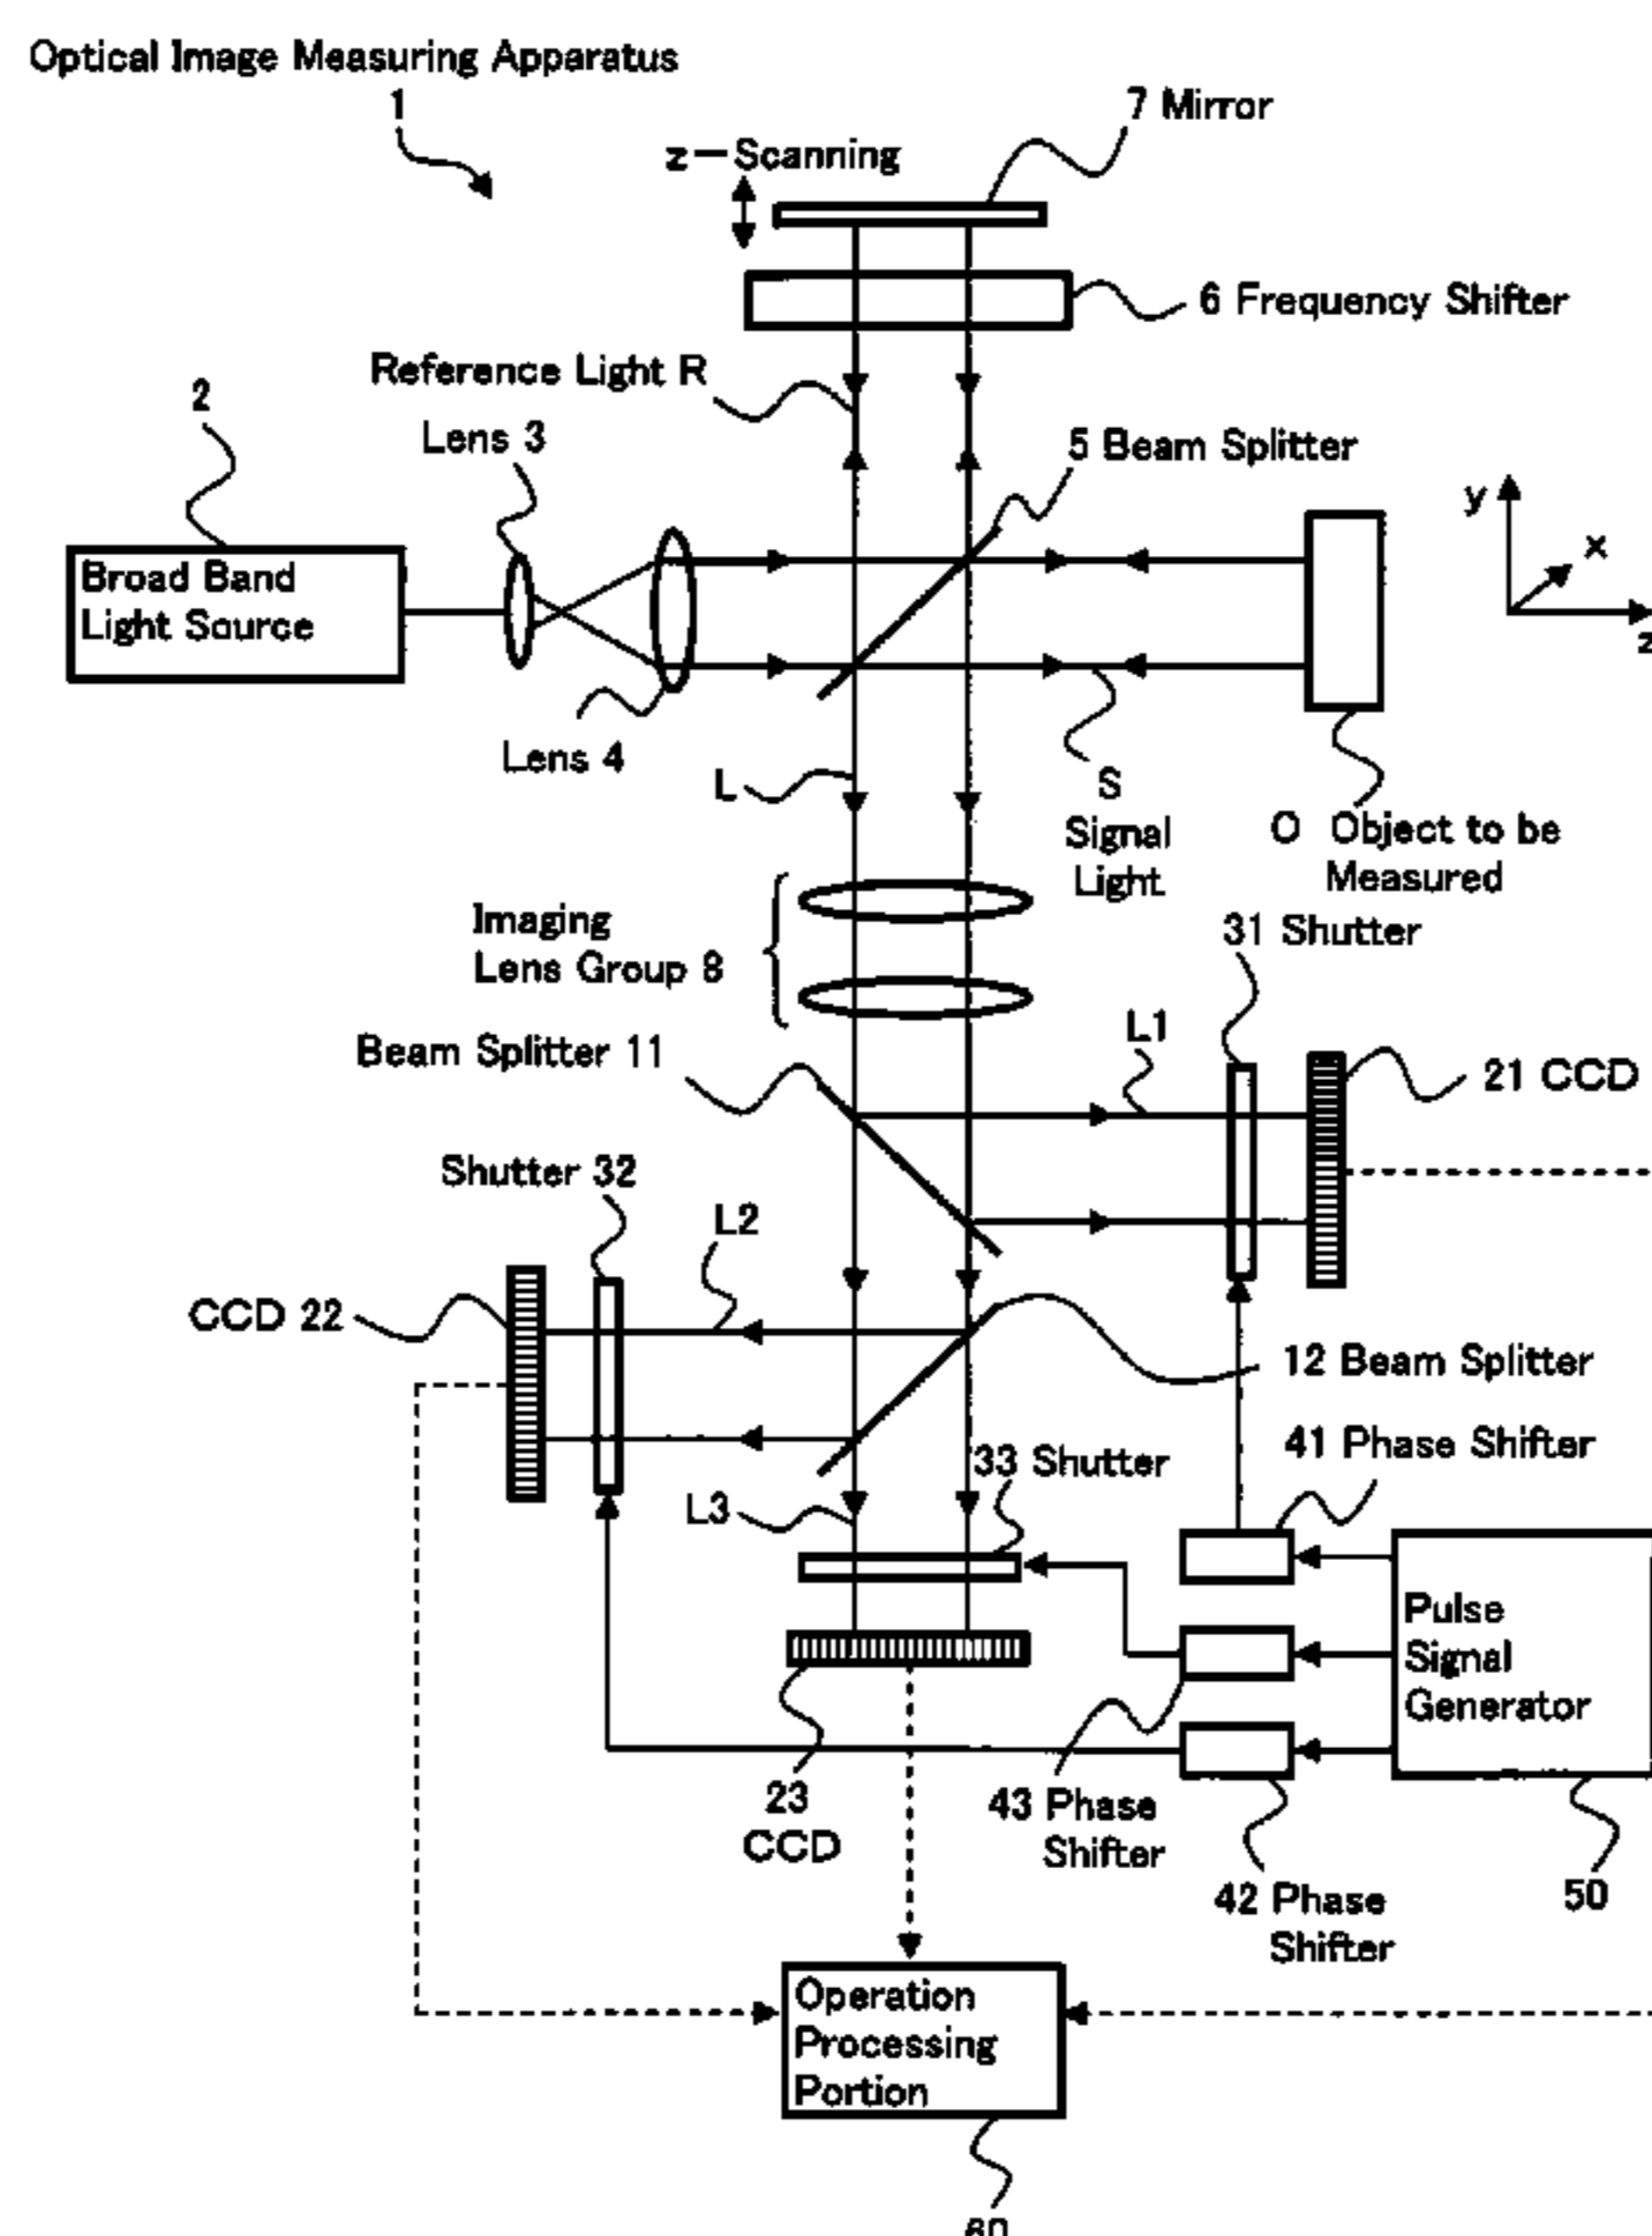 Optical Image Measuring Apparatus
1
7 Mirror
z-Scanning
6 Frequency Shifter
Reference Light R
2
Lens 3
5 Beam Splitter
y
x
z
Broad Band
Light Source
Lens 4
L
S
Signal
Light
O Object to be
Measured
Imaging
Lens Group 8
31 Shutter
L1
Beam Splitter 11
21 CCD
Shutter 32
L2
CCD 22
12 Beam Splitter
41 Phase Shifter
33 Shutter
L3
Pulse
Signal
Generator
23
CCD
43 Phase
Shifter
42 Phase
Shifter
50
Operation
Processing
Portion
60